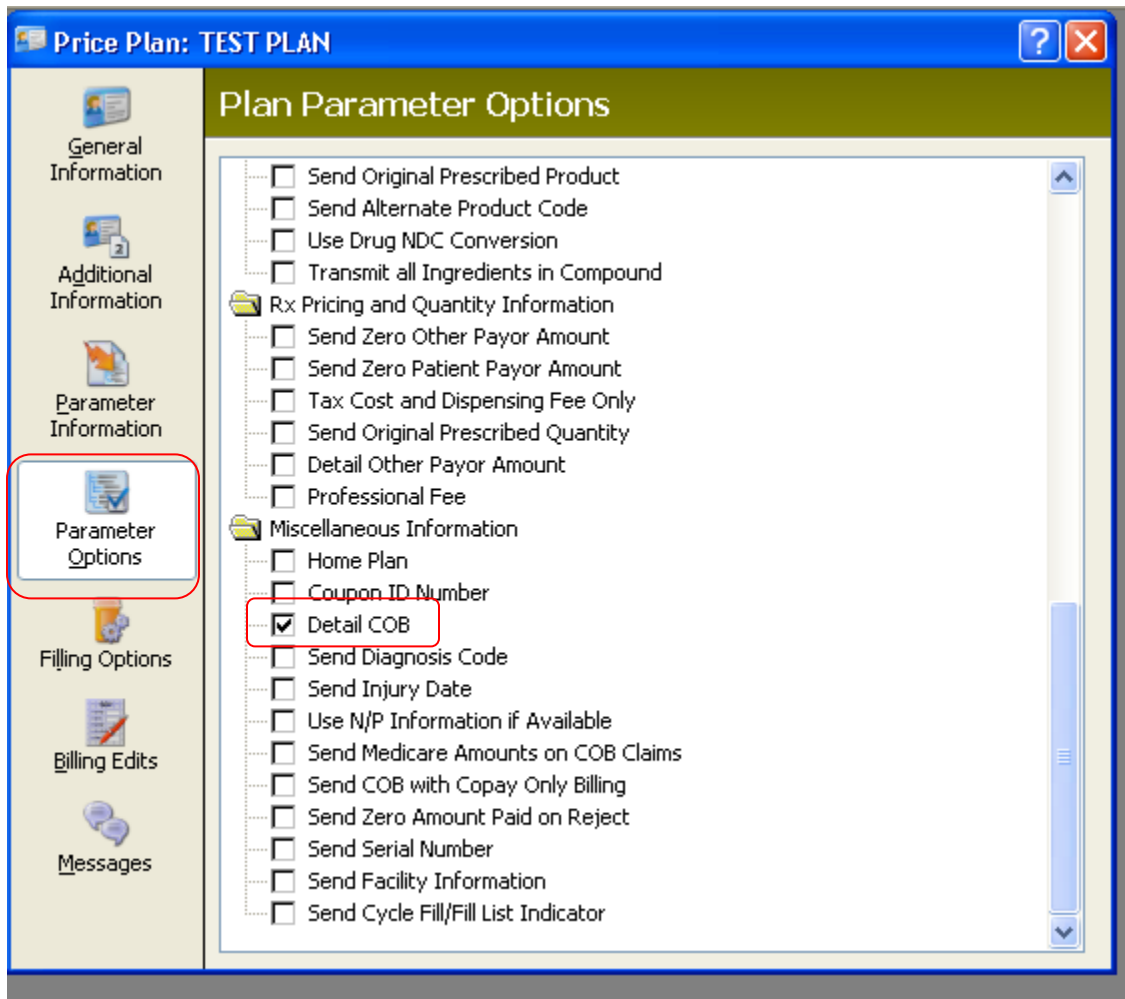 Price Plan: TEST PLAN
General
Information
Additional
Information
Parameter
Information
Parameter
Options
Filling Options
Billing Edits
Messages
Plan Parameter Options
Send Original Prescribed Product
Send Alternate Product Code
Use Drug NDC Conversion
Transmit all Ingredients in Compound
Rx Pricing and Quantity Information
Send Zero Other Payor Amount
Send Zero Patient Payor Amount
Tax Cost and Dispensing Fee Only
Send Original Prescribed Quantity
Detail Other Payor Amount
Professional Fee
Miscellaneous Information
Home Plan
Coupon ID Number
Detail COB
Send Diagnosis Code
Send Injury Date
Use N/P Information if Available
Send Medicare Amounts on COB Claims
Send COB with Copay Only Billing
Send Zero Amount Paid on Reject
Send Serial Number
Send Facility Information
Send Cycle Fill/Fill List Indicator